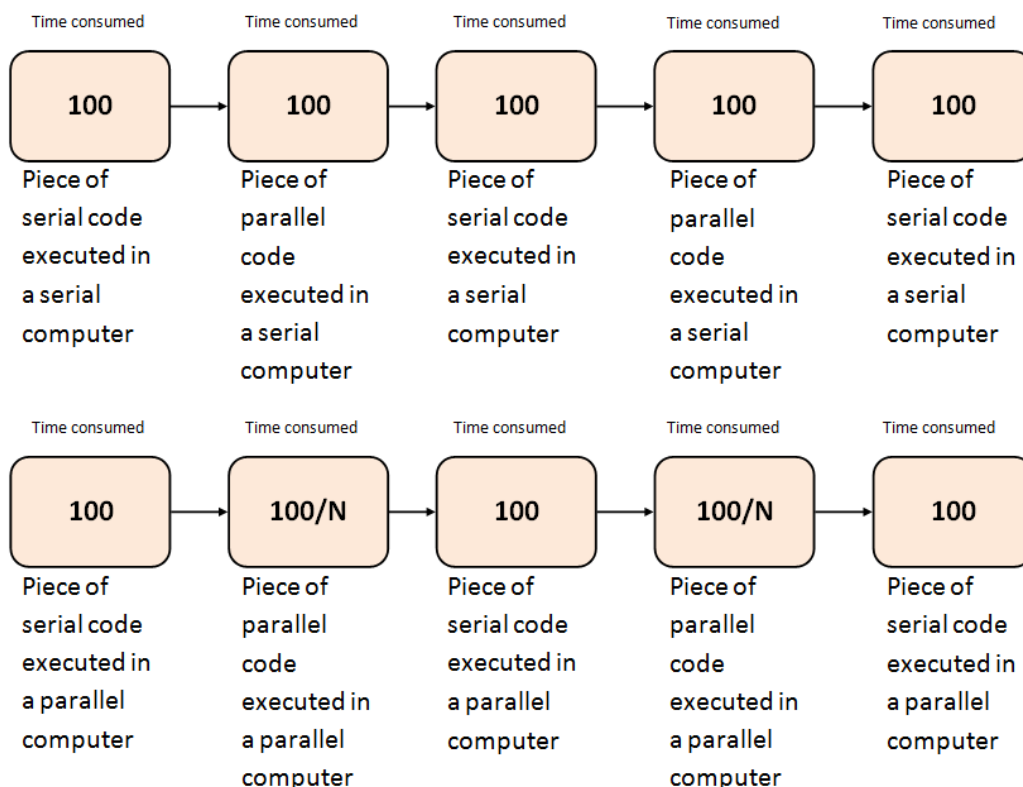 Time consumed Time consumed Time consumed Time consumed Time consumed
100 100 100 100 100
Piece of Piece of Piece of Piece of Piece of
serial code parallel serial code parallel serial code
executed in code executed in code executed in
a serial executed in a serial executed in a serial
computer a serial computer a serial computer
computer computer
Time consumed Time consumed Time consumed Time consumed Time consumed
100 100/N 100 100/N 100
Piece of Piece of Piece of Piece of Piece of
serial code parallel serial code parallel serial code
executed in code executed in code executed in
a parallel executed in a parallel executed in a parallel
computer a parallel computer a parallel computer
computer computer